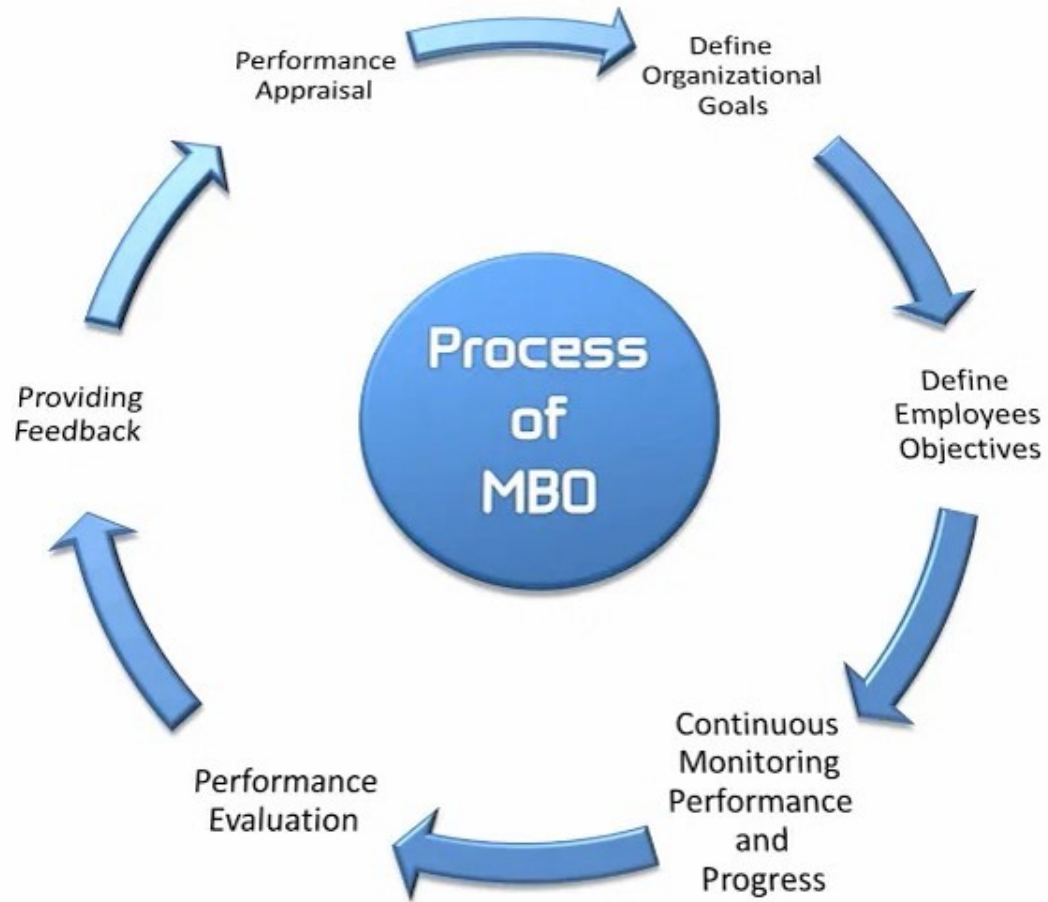 Process
of
MBO
Define
Organizational
Goals
Define
Employees
Objectives
Continuous
Monitoring
Performance
and
Progress
Performance
Evaluation
Providing
Feedback
Performance
Appraisal